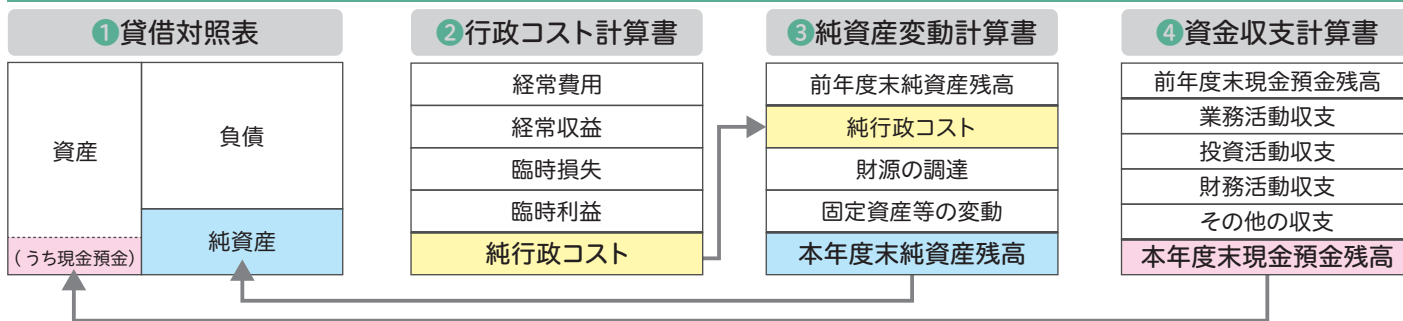 ❶貸借対照表
資産
(うち現金預金)
負債
純資産
❷行政コスト計算書
経常費用
経常収益
臨時損失
臨時利益
純行政コスト
❸純資産変動計算書
前年度末純資産残高
純行政コスト
財源の調達
固定資産等の変動
本年度末純資産残高
❹資金収支計算書
前年度末現金預金残高
業務活動収支
投資活動収支
財務活動収支
その他の収支
本年度末現金預金残高